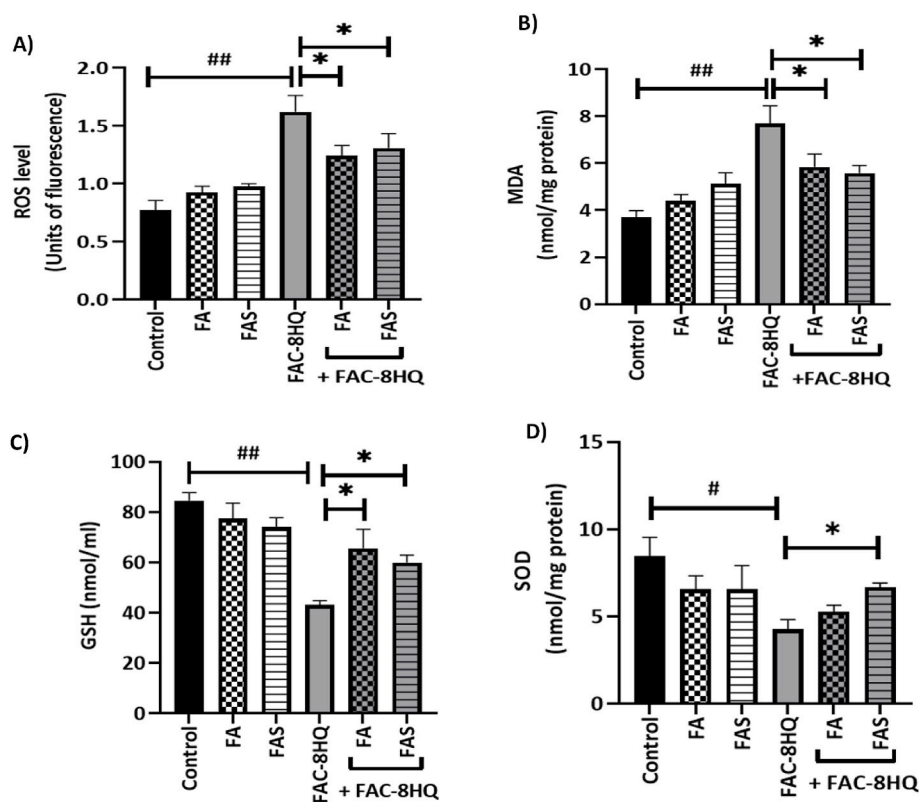 A)
ROS level
(Units of fluorescence)
2.0
1.5
1.0
0.5
0.0
##
*
*
Control
FA
FAS
FAC-8HQ
FA
FAS
+ FAC-8HQ
B)
MDA
(nmol/mg protein)
10
8
6
4
2
0
##
*
*
Control
FA
FAS
FAC-8HQ
FA
FAS
+FAC-8HQ
C)
GSH (nmol/ml)
100
80
60
40
20
0
##
*
*
Control
FA
FAS
FAC-8HQ
FA
FAS
+ FAC-8HQ
D)
SOD
(nmol/mg protein)
15
10
5
0
#
*
Control
FA
FAS
FAC-8HQ
FA
FAS
+ FAC-8HQ